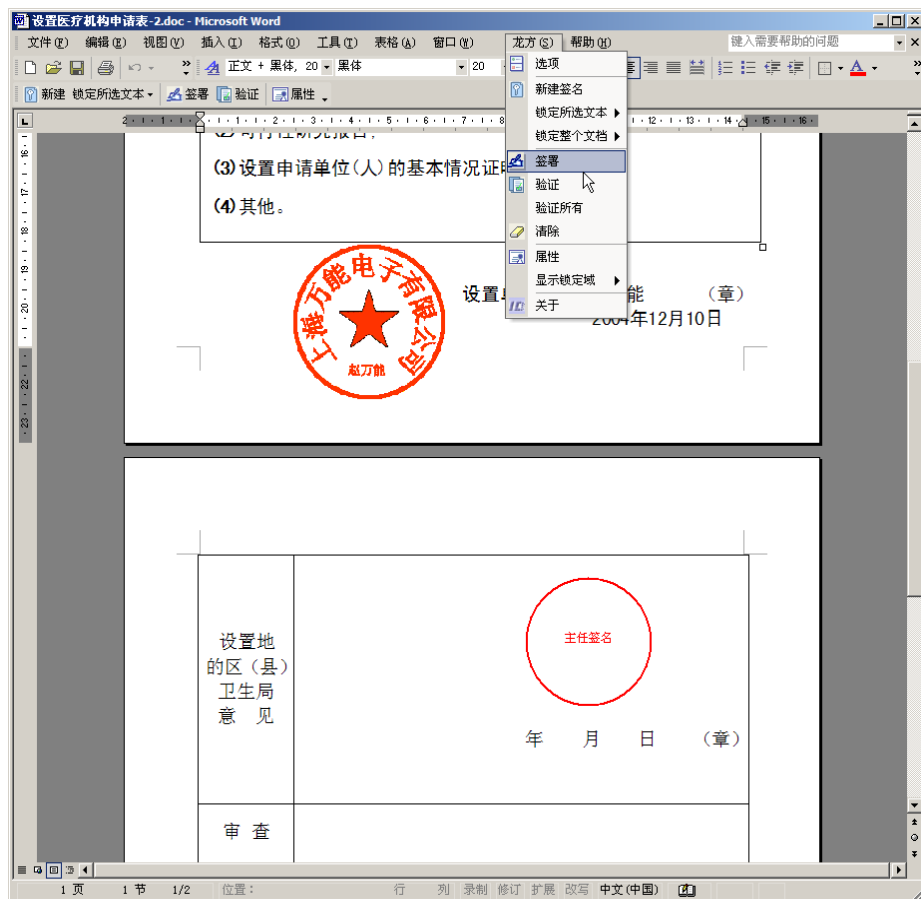 设置医疗机构申请表-2.doc - Microsoft Word
文件(F) 编辑(E) 视图(V) 插入(I) 格式(O) 工具(T) 表格(A) 窗口(W) 龙方(S) 帮助(H) 键入需要帮助的问题
正文 + 黑体, 20 黑体 20
新建 锁定所选文本 签署 验证 属性
选项
新建签名
锁定所选文本
锁定整个文档
签署
验证
验证所有
清除
属性
显示锁定域
关于
(3)设置申请单位(人)的基本情况证
(4)其他。
设置 能 (章)
2004年12月10日
上海万能电子有限公司
赵万能
主任签名
设置地
的区(县)
卫生局
意 见
年 月 日 (章)
审 查
1 页 1 节 1/2 位置: 行 列 录制 修订 扩展 改写 中文(中国)